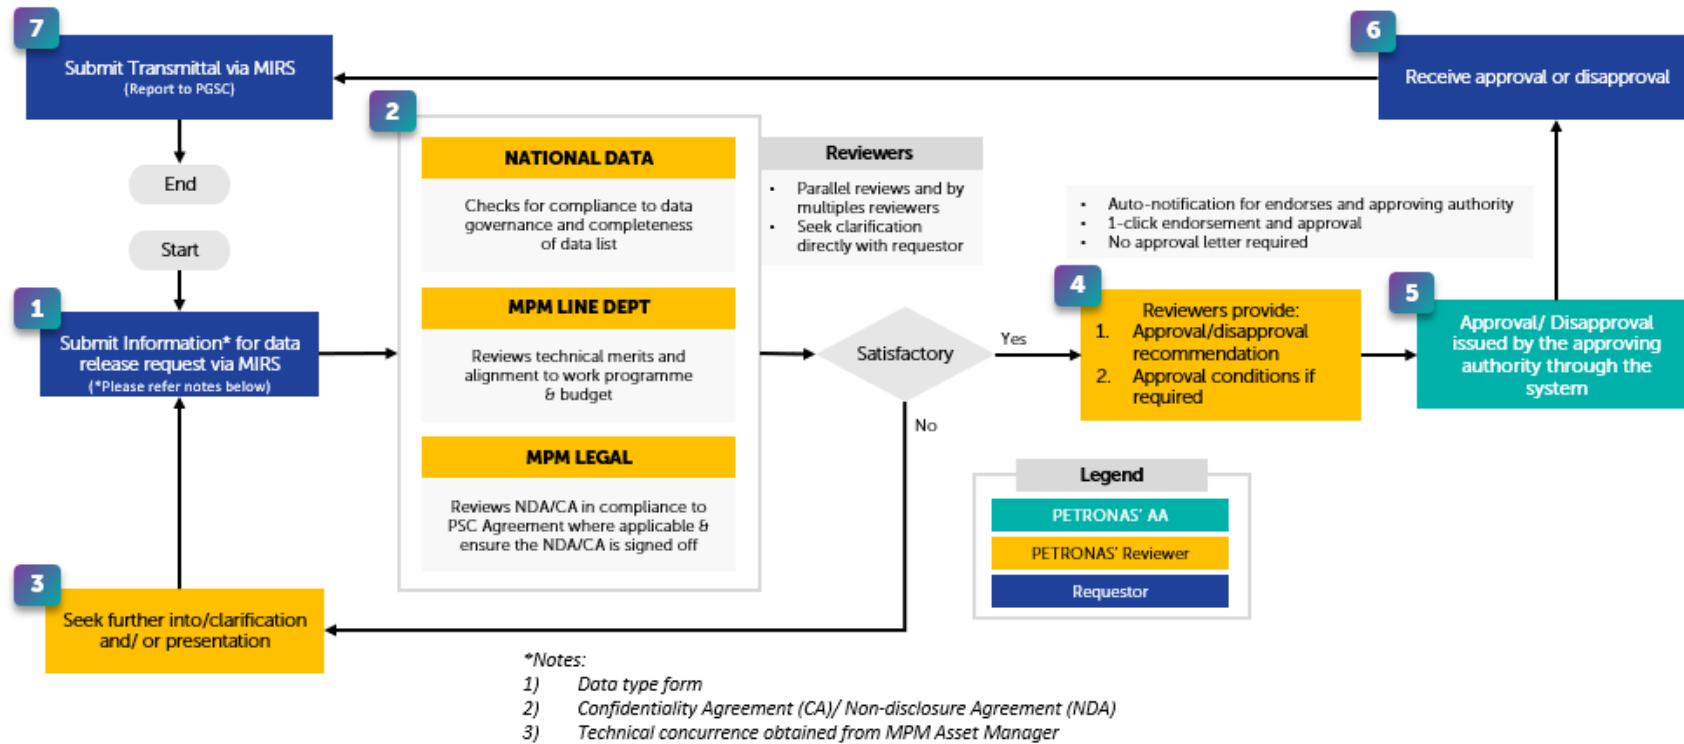 7
Submit Transmittal via MIRS
(Report to PGSC)
End
Start
1
Submit Information* for data
release request via MIRS
(*Please refer notes below)
3
Seek further into/clarification
and/ or presentation
2
NATIONAL DATA
Checks for compliance to data
governance and completeness
of data list
MPM LINE DEPT
Reviews technical merits and
alignment to work programme
& budget
MPM LEGAL
Reviews NDA/CA in compliance to
PSC Agreement where applicable &
ensure the NDA/CA is signed off
Reviewers
• Parallel reviews and by
multiples reviewers
• Seek clarification
directly with requestor
Satisfactory
Yes
No
• Auto-notification for endorses and approving authority
• 1-click endorsement and approval
• No approval letter required
4
Reviewers provide:
1. Approval/disapproval
recommendation
2. Approval conditions if
required
5
Approval/ Disapproval
issued by the approving
authority through the
system
6
Receive approval or disapproval
Legend
PETRONAS' AA
PETRONAS' Reviewer
Requestor
*Notes:
1) Data type form
2) Confidentiality Agreement (CA)/ Non-disclosure Agreement (NDA)
3) Technical concurrence obtained from MPM Asset Manager